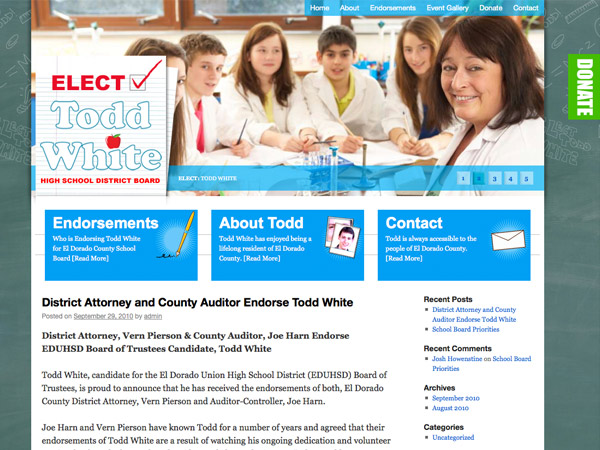 Home About Endorsements Event Gallery Donate Contact
ELECT
Todd
White
HIGH SCHOOL DISTRICT BOARD
ELECT: TODD WHITE
1 2 3 4 5
DONATE
Endorsements
Who is Endorsing Todd White
for El Dorado County School
Board [Read More]
About Todd
Todd White has enjoyed being a
lifelong resident of El Dorado
County. [Read More]
Contact
Todd is always accessible to the
people of El Dorado County.
[Read More]
District Attorney and County Auditor Endorse Todd White
Posted on September 29, 2010 by admin
District Attorney, Vern Pierson & County Auditor, Joe Harn Endorse
EDUHSD Board of Trustees Candidate, Todd White
Todd White, candidate for the El Dorado Union High School District (EDUHSD) Board of
Trustees, is proud to announce that he has received the endorsements of both, El Dorado
County District Attorney, Vern Pierson and Auditor-Controller, Joe Harn.
Joe Harn and Vern Pierson have known Todd for a number of years and agreed that their
endorsements of Todd White are a result of watching his ongoing dedication and volunteer
Recent Posts
District Attorney and County
Auditor Endorse Todd White
School Board Priorities
Recent Comments
Josh Howenstine on School
Board Priorities
Archives
September 2010
August 2010
Categories
Uncategorized